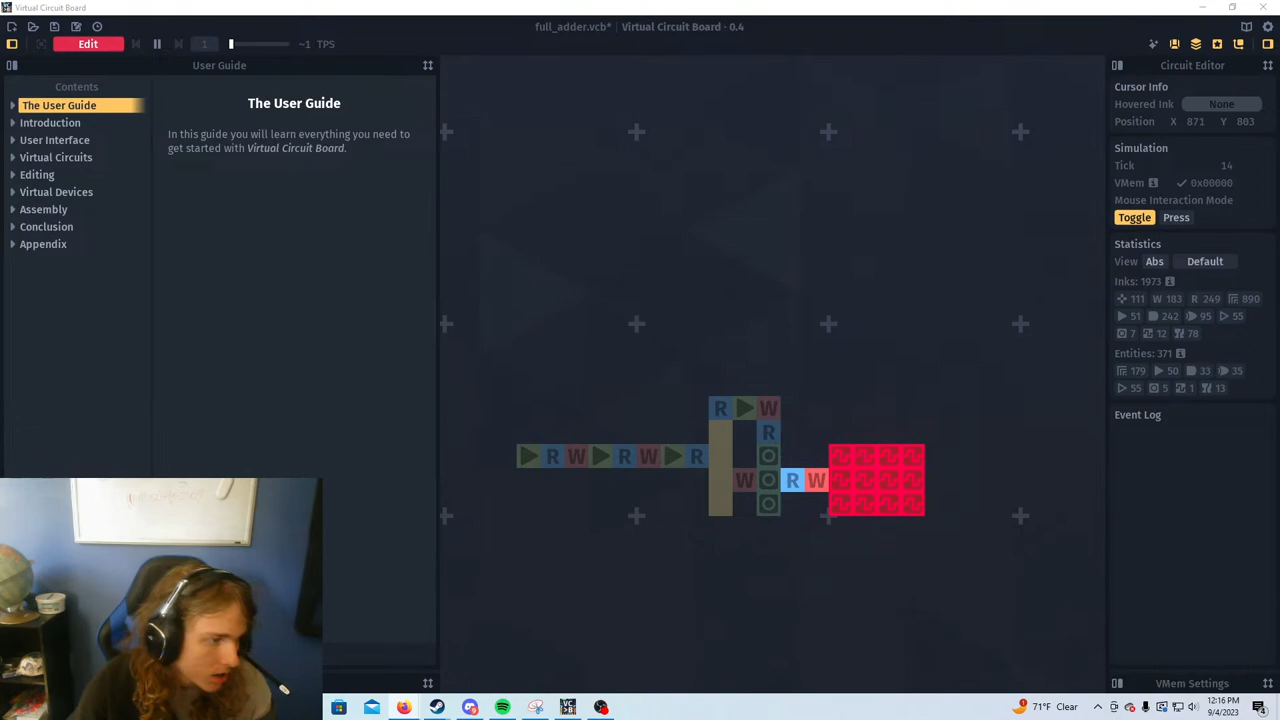 Virtual Circuit Board
full_adder.vcb* | Virtual Circuit Board · 0.4
Edit
1
~1 TPS
User Guide
Contents
The User Guide
Introduction
User Interface
Virtual Circuits
Editing
Virtual Devices
Assembly
Conclusion
Appendix
The User Guide
In this guide you will learn everything you need to
get started with Virtual Circuit Board.
R W
R
R W R W R
W R W
Circuit Editor
Cursor Info
Hovered Ink None
Position X 871 Y 803
Simulation
Tick 14
VMem 0x00000
Mouse Interaction Mode
Toggle Press
Statistics
View Abs Default
Inks: 1973
111 W 183 R 249 890
51 242 95 55
7 12 78
Entities: 371
179 50 33 35
55 5 1 13
Event Log
VMem Settings
71°F Clear
12:16 PM
9/4/2023